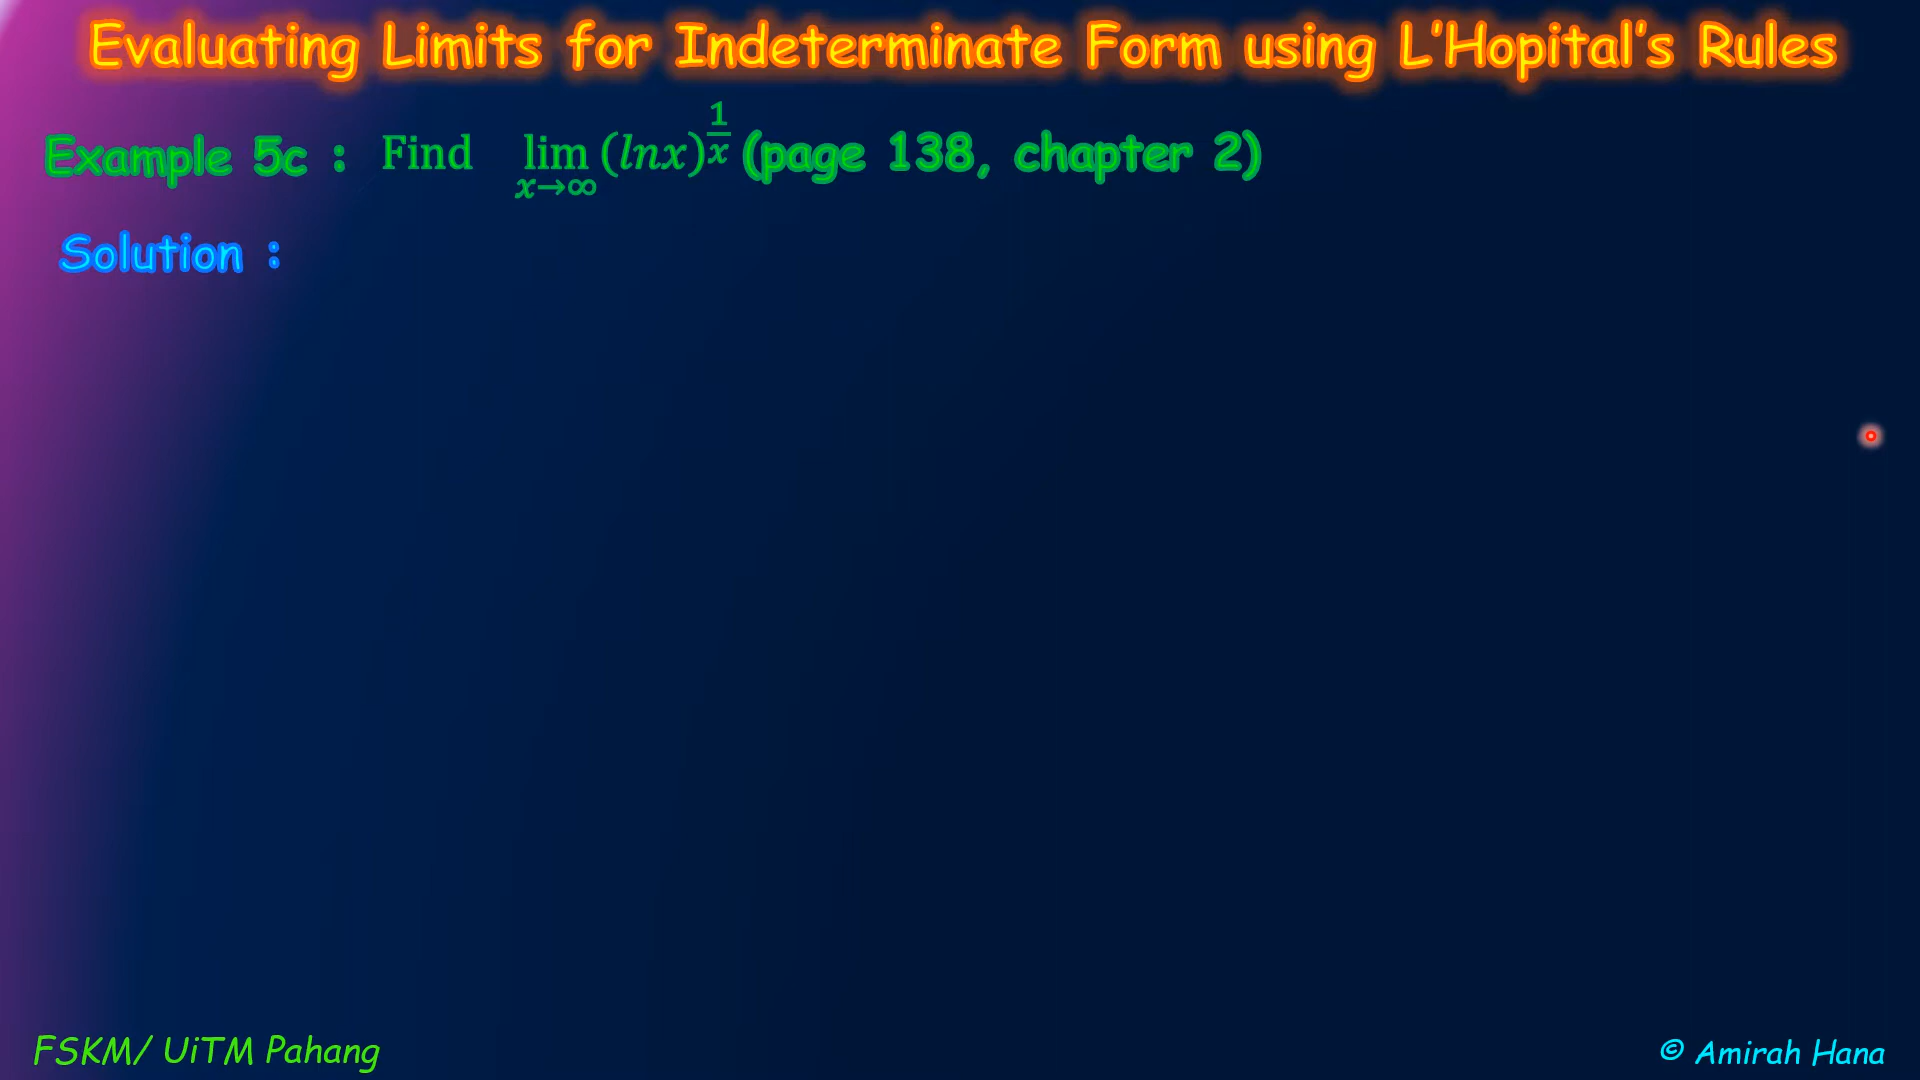 Evaluating Limits for Indeterminate Form using L'Hopital's Rules
Example 5c : Find lim x→∞ (lnx)^(1/x) (page 138, chapter 2)
Solution :
FSKM/ UiTM Pahang
© Amirah Hana